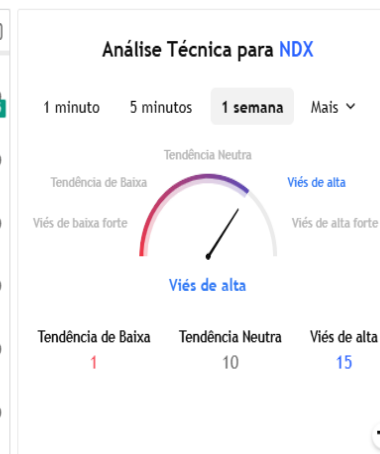 Análise Técnica para NDX
1 minuto 5 minutos 1 semana Mais
Tendência Neutra
Tendência de Baixa Viés de alta
Viés de baixa forte Viés de alta forte
Viés de alta
Tendência de Baixa Tendência Neutra Viés de alta
1 10 15